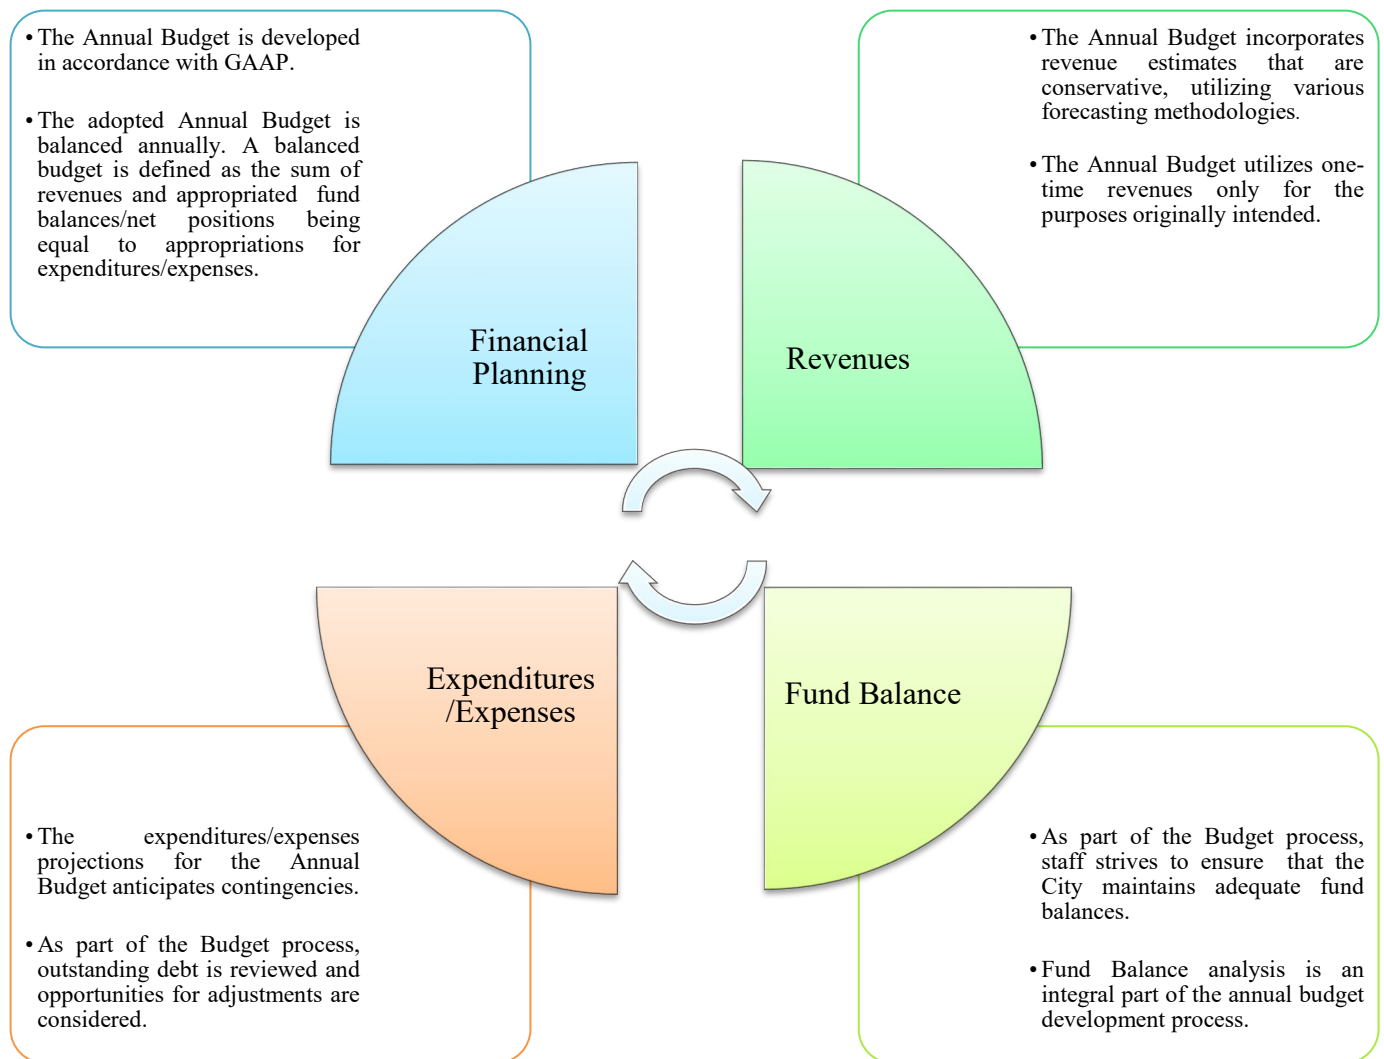 • The Annual Budget is developed
in accordance with GAAP.
• The adopted Annual Budget is
balanced annually. A balanced
budget is defined as the sum of
revenues and appropriated fund
balances/net positions being
equal to appropriations for
expenditures/expenses.
• The Annual Budget incorporates
revenue estimates that are
conservative, utilizing various
forecasting methodologies.
• The Annual Budget utilizes one-
time revenues only for the
purposes originally intended.
Financial
Planning
Revenues
Expenditures
/Expenses
Fund Balance
• The expenditures/expenses
projections for the Annual
Budget anticipates contingencies.
• As part of the Budget process,
outstanding debt is reviewed and
opportunities for adjustments are
considered.
• As part of the Budget process,
staff strives to ensure that the
City maintains adequate fund
balances.
• Fund Balance analysis is an
integral part of the annual budget
development process.